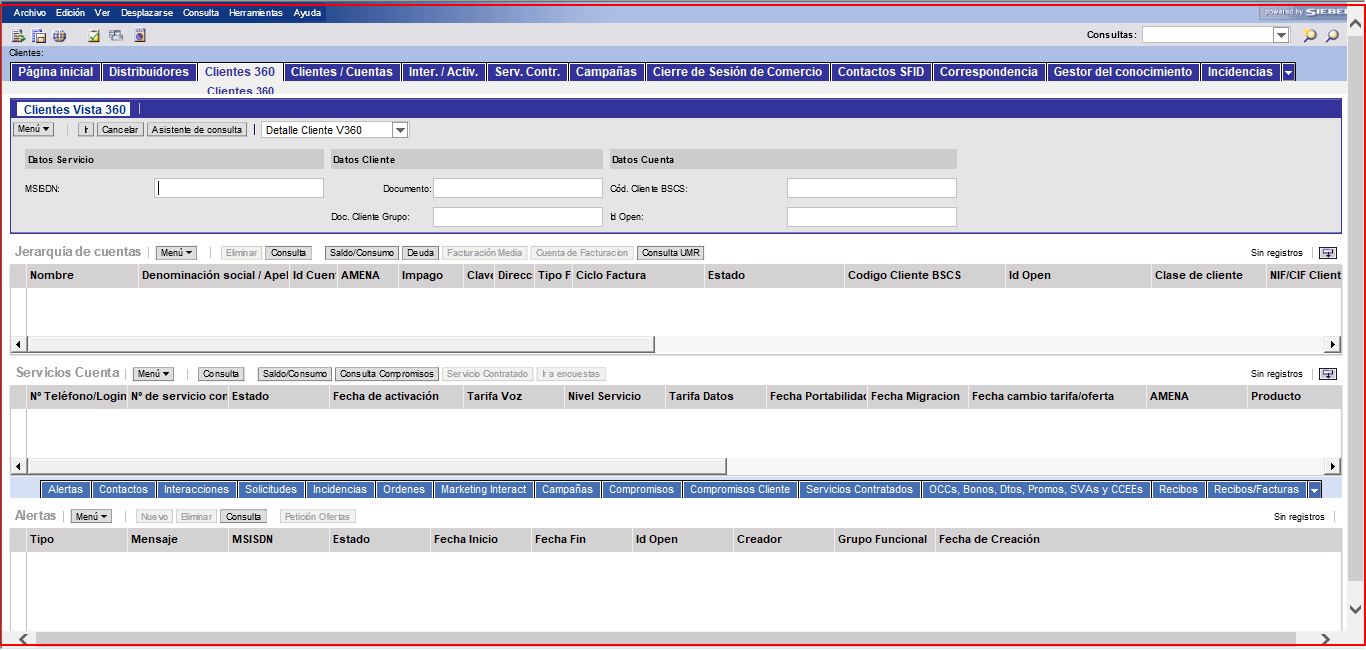 Archivo Edición Ver Desplazarse Consulta Herramientas Ayuda
powered by SIEBEL
Consultas:
Clientes:
Página inicial Distribuidores Clientes 360 Clientes / Cuentas Inter. / Activ. Serv. Contr. Campañas Cierre de Sesión de Comercio Contactos SFID Correspondencia Gestor del conocimiento Incidencias
Clientes 360
Clientes Vista 360
Menú Ir Cancelar Asistente de consulta Detalle Cliente V360
Datos Servicio Datos Cliente Datos Cuenta
MSISDN: Documento: Cód. Cliente BSCS:
Doc. Cliente Grupo: Id Open:
Jerarquía de cuentas Menú Eliminar Consulta Saldo/Consumo Deuda Facturación Media Cuenta de Facturacion Consulta UMR Sin registros
Nombre Denominación social / Apel Id Cuen AMENA Impago Clav Direcc Tipo F Ciclo Factura Estado Codigo Cliente BSCS Id Open Clase de cliente NIF/CIF Client
Servicios Cuenta Menú Consulta Saldo/Consumo Consulta Compromisos Servicio Contratado Ir a encuestas Sin registros
Nº Teléfono/Login Nº de servicio con Estado Fecha de activación Tarifa Voz Nivel Servicio Tarifa Datos Fecha Portabilidad Fecha Migracion Fecha cambio tarifa/oferta AMENA Producto
Alertas Contactos Interacciones Solicitudes Incidencias Ordenes Marketing Interact Campañas Compromisos Compromisos Cliente Servicios Contratados OCCs, Bonos, Dtos, Promos, SVAs y CCEEs Recibos Recibos/Facturas
Alertas Menú Nuevo Eliminar Consulta Petición Ofertas Sin registros
Tipo Mensaje MSISDN Estado Fecha Inicio Fecha Fin Id Open Creador Grupo Funcional Fecha de Creación